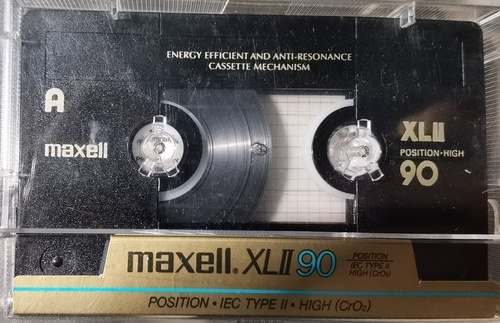 ENERGY EFFICIENT AND ANTI-RESONANCE
CASSETTE MECHANISM
A
maxell
XLII
POSITION·HIGH
90
maxell. XLII 90
POSITION
IEC TYPE II
HIGH (CrO₂)
POSITION • IEC TYPE II • HIGH (CrO₂)